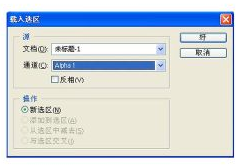 载入选区
源
文档(D): 未标题-1
通道(C): Alpha 1
反相(V)
好
取消
操作
新选区(N)
添加到选区(A)
从选区中减去(S)
与选区交叉(I)